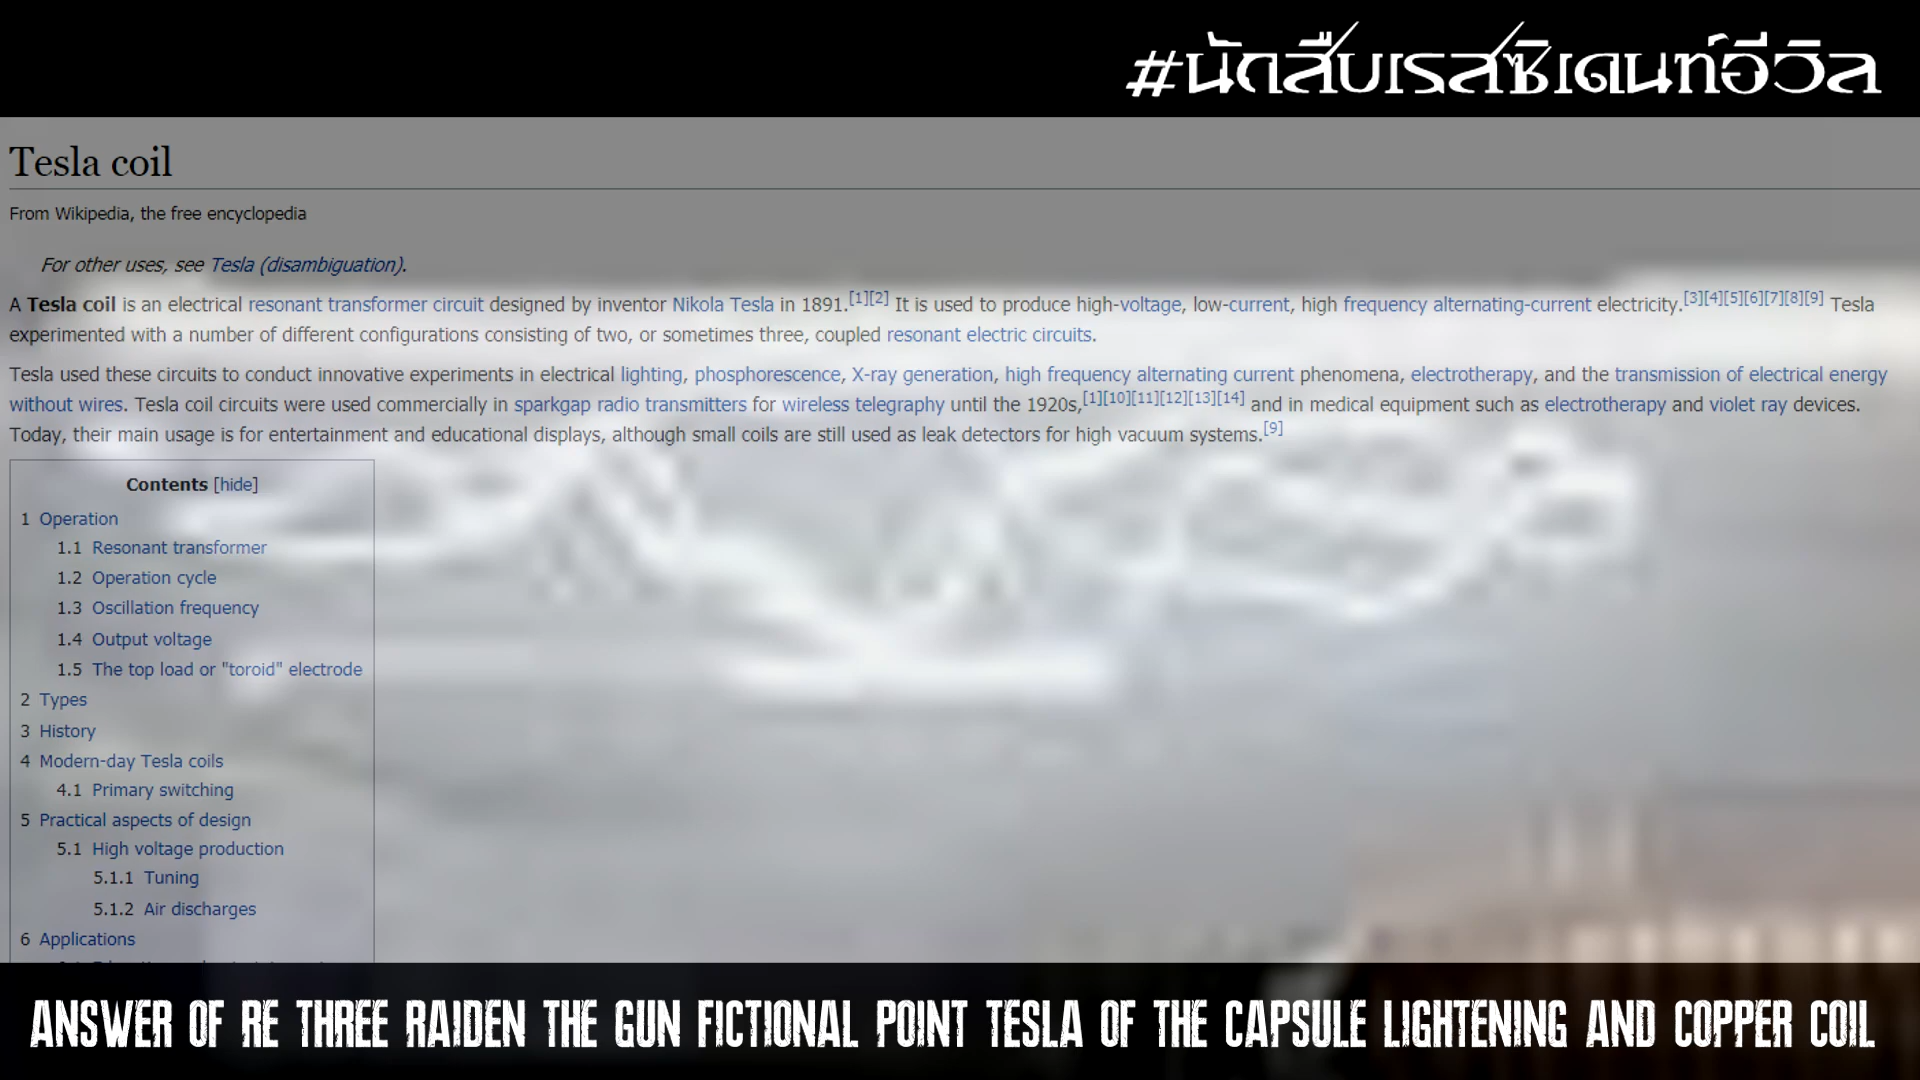 #นัดสืบเรสซิเดนท์อีวิล
Tesla coil
From Wikipedia, the free encyclopedia
For other uses, see Tesla (disambiguation).
A Tesla coil is an electrical resonant transformer circuit designed by inventor Nikola Tesla in 1891.[1][2] It is used to produce high-voltage, low-current, high frequency alternating-current electricity.[3][4][5][6][7][8][9] Tesla
experimented with a number of different configurations consisting of two, or sometimes three, coupled resonant electric circuits.
Tesla used these circuits to conduct innovative experiments in electrical lighting, phosphorescence, X-ray generation, high frequency alternating current phenomena, electrotherapy, and the transmission of electrical energy
without wires. Tesla coil circuits were used commercially in sparkgap radio transmitters for wireless telegraphy until the 1920s,[1][10][11][12][13][14] and in medical equipment such as electrotherapy and violet ray devices.
Today, their main usage is for entertainment and educational displays, although small coils are still used as leak detectors for high vacuum systems.[9]
Contents [hide]
1 Operation
1.1 Resonant transformer
1.2 Operation cycle
1.3 Oscillation frequency
1.4 Output voltage
1.5 The top load or "toroid" electrode
2 Types
3 History
4 Modern-day Tesla coils
4.1 Primary switching
5 Practical aspects of design
5.1 High voltage production
5.1.1 Tuning
5.1.2 Air discharges
6 Applications
ANSWER OF RE THREE RAIDEN THE GUN FICTIONAL POINT TESLA OF THE CAPSULE LIGHTENING AND COPPER COIL